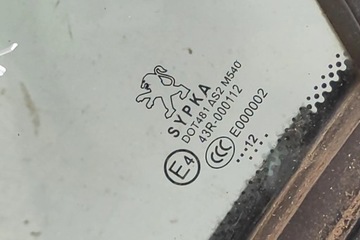 SYPKA
DOT481 AS2 M540
43R-000112
E4 CCC E000002
··12